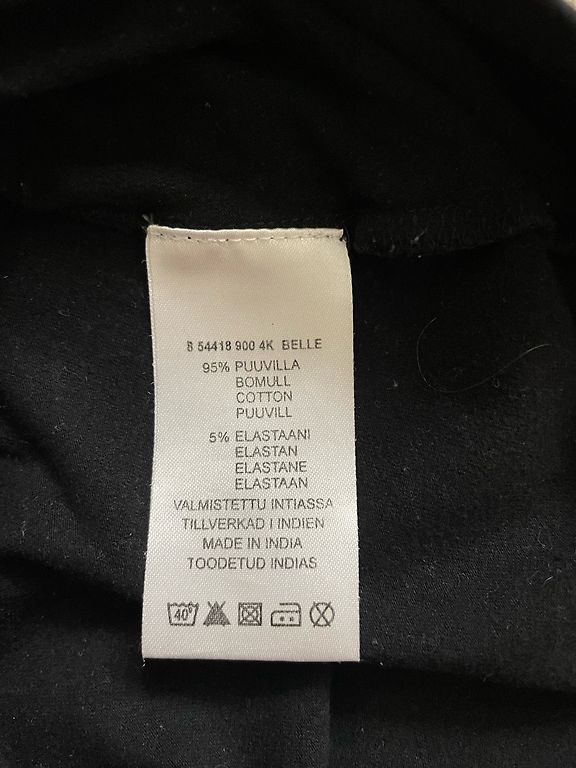 8 54418 900 4K BELLE
95% PUUVILLA
BOMULL
COTTON
PUUVILL
5% ELASTAANI
ELASTAN
ELASTANE
ELASTAAN
VALMISTETTU INTIASSA
TILLVERKAD I INDIEN
MADE IN INDIA
TOODETUD INDIAS
40°